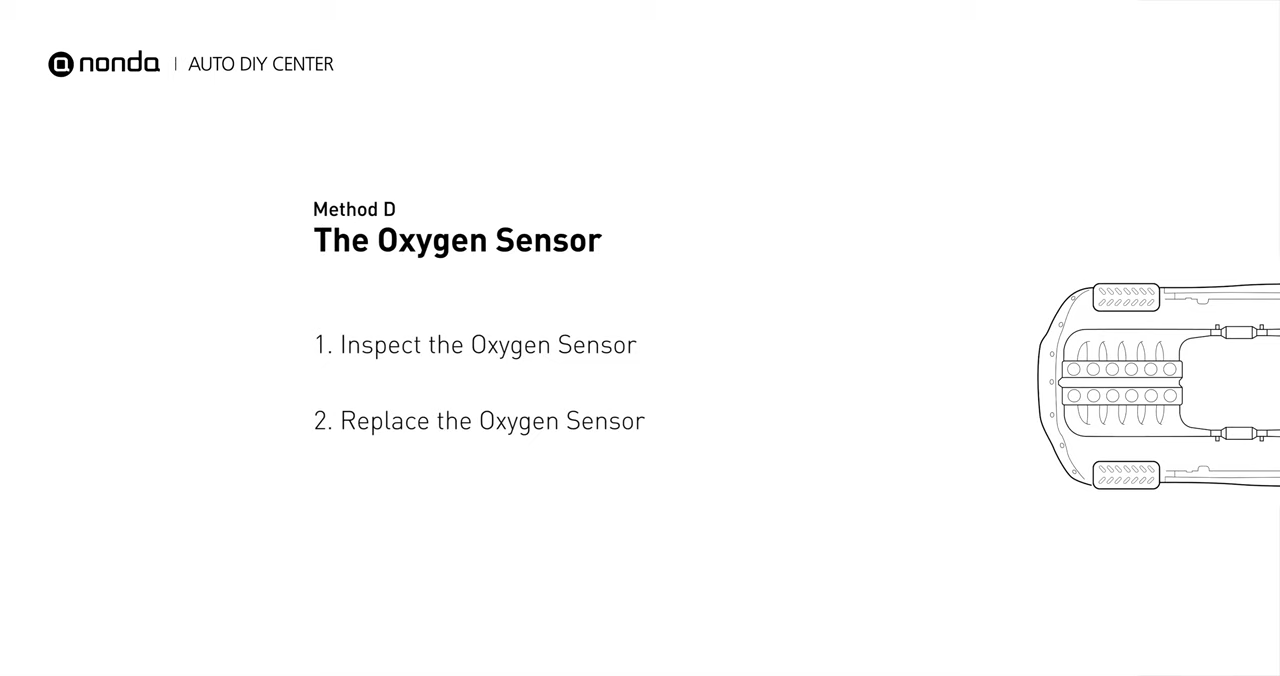 nonda | AUTO DIY CENTER
Method D
The Oxygen Sensor
1. Inspect the Oxygen Sensor
2. Replace the Oxygen Sensor